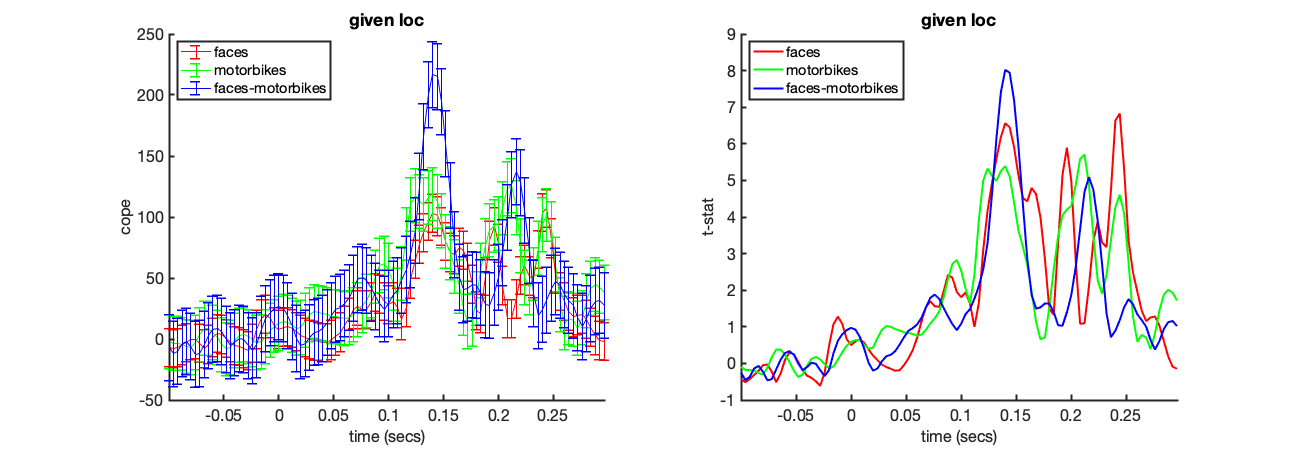 given loc
250
200
150
100
50
0
-50
cope
faces
motorbikes
faces-motorbikes
-0.05 0 0.05 0.1 0.15 0.2 0.25
time (secs)
given loc
9
8
7
6
5
4
3
2
1
0
-1
t-stat
faces
motorbikes
faces-motorbikes
-0.05 0 0.05 0.1 0.15 0.2 0.25
time (secs)